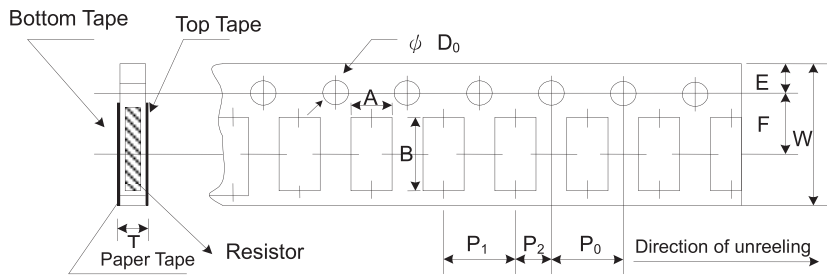 Bottom Tape
Top Tape
ϕ D₀
A
B
E
F
W
T
Paper Tape
Resistor
P₁
P₂
P₀
Direction of unreeling